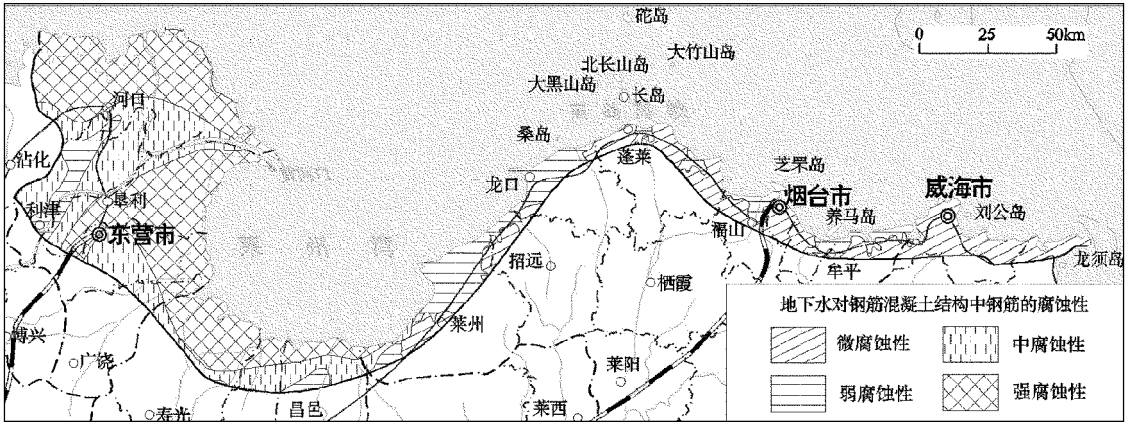 砣岛
0 25 50km
大竹山岛
北长山岛
大黑山岛
长岛
桑岛
蓬莱
河口
沾化
垦利
利津
东营市
龙口
芝罘岛
烟台市
养马岛
威海市
刘公岛
福山
牟平
龙须岛
招远
栖霞
莱州
博兴
广饶
莱阳
寿光
昌邑
莱西
莱州湾
地下水对钢筋混凝土结构中钢筋的腐蚀性
微腐蚀性
中腐蚀性
弱腐蚀性
强腐蚀性